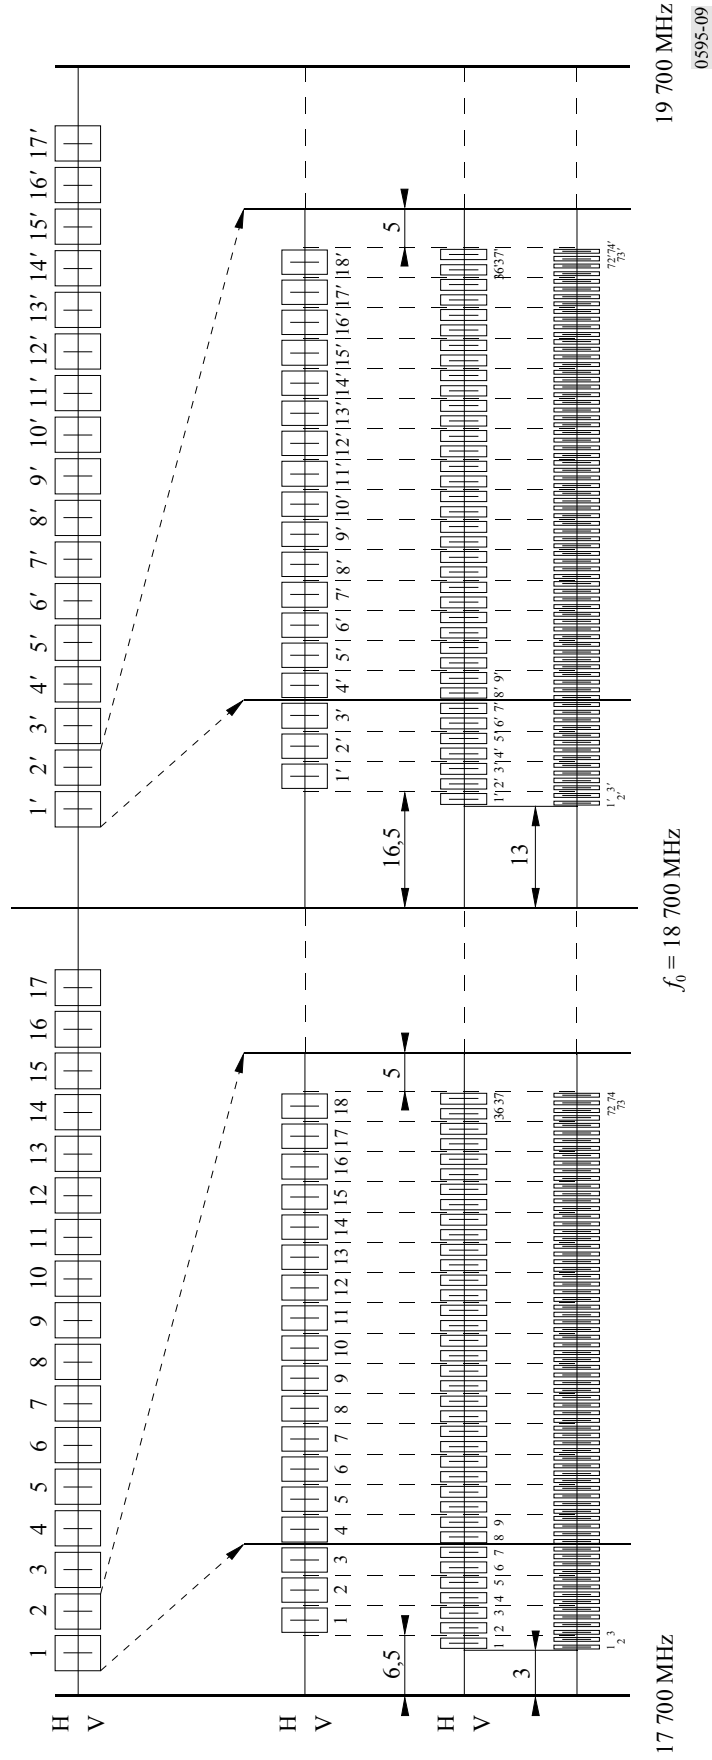 H
V
1 2 3 4 5 6 7 8 9 10 11 12 13 14 15 16 17
1′ 2′ 3′ 4′ 5′ 6′ 7′ 8′ 9′ 10′ 11′ 12′ 13′ 14′ 15′ 16′ 17′
H
V
1 2 3 4 5 6 7 8 9 10 11 12 13 14 15 16 17 18
1′ 2′ 3′ 4′ 5′ 6′ 7′ 8′ 9′ 10′ 11′ 12′ 13′ 14′ 15′ 16′ 17′ 18′
6,5
5
16,5
5
H
V
1 2 3 4 5 6 7 8 9 36 37
1′ 2′ 3′ 4′ 5′ 6′ 7′ 8′ 9′ 36′ 37′
3
13
1 2 3 72 73 74
1′ 2′ 3′ 72′ 73′ 74′
17 700 MHz
f0 = 18 700 MHz
19 700 MHz
0595-09